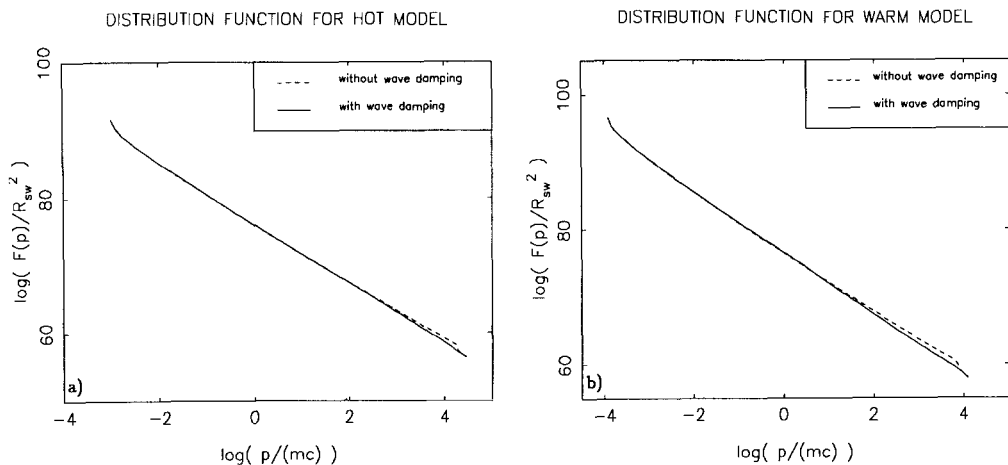 DISTRIBUTION FUNCTION FOR HOT MODEL
without wave damping
with wave damping
100
80
60
log( F(p)/R_sw^2 )
a)
−4
−2
0
2
4
log( p/(mc) )
DISTRIBUTION FUNCTION FOR WARM MODEL
without wave damping
with wave damping
100
80
60
log( F(p)/R_sw^2 )
b)
−4
−2
0
2
4
log( p/(mc) )